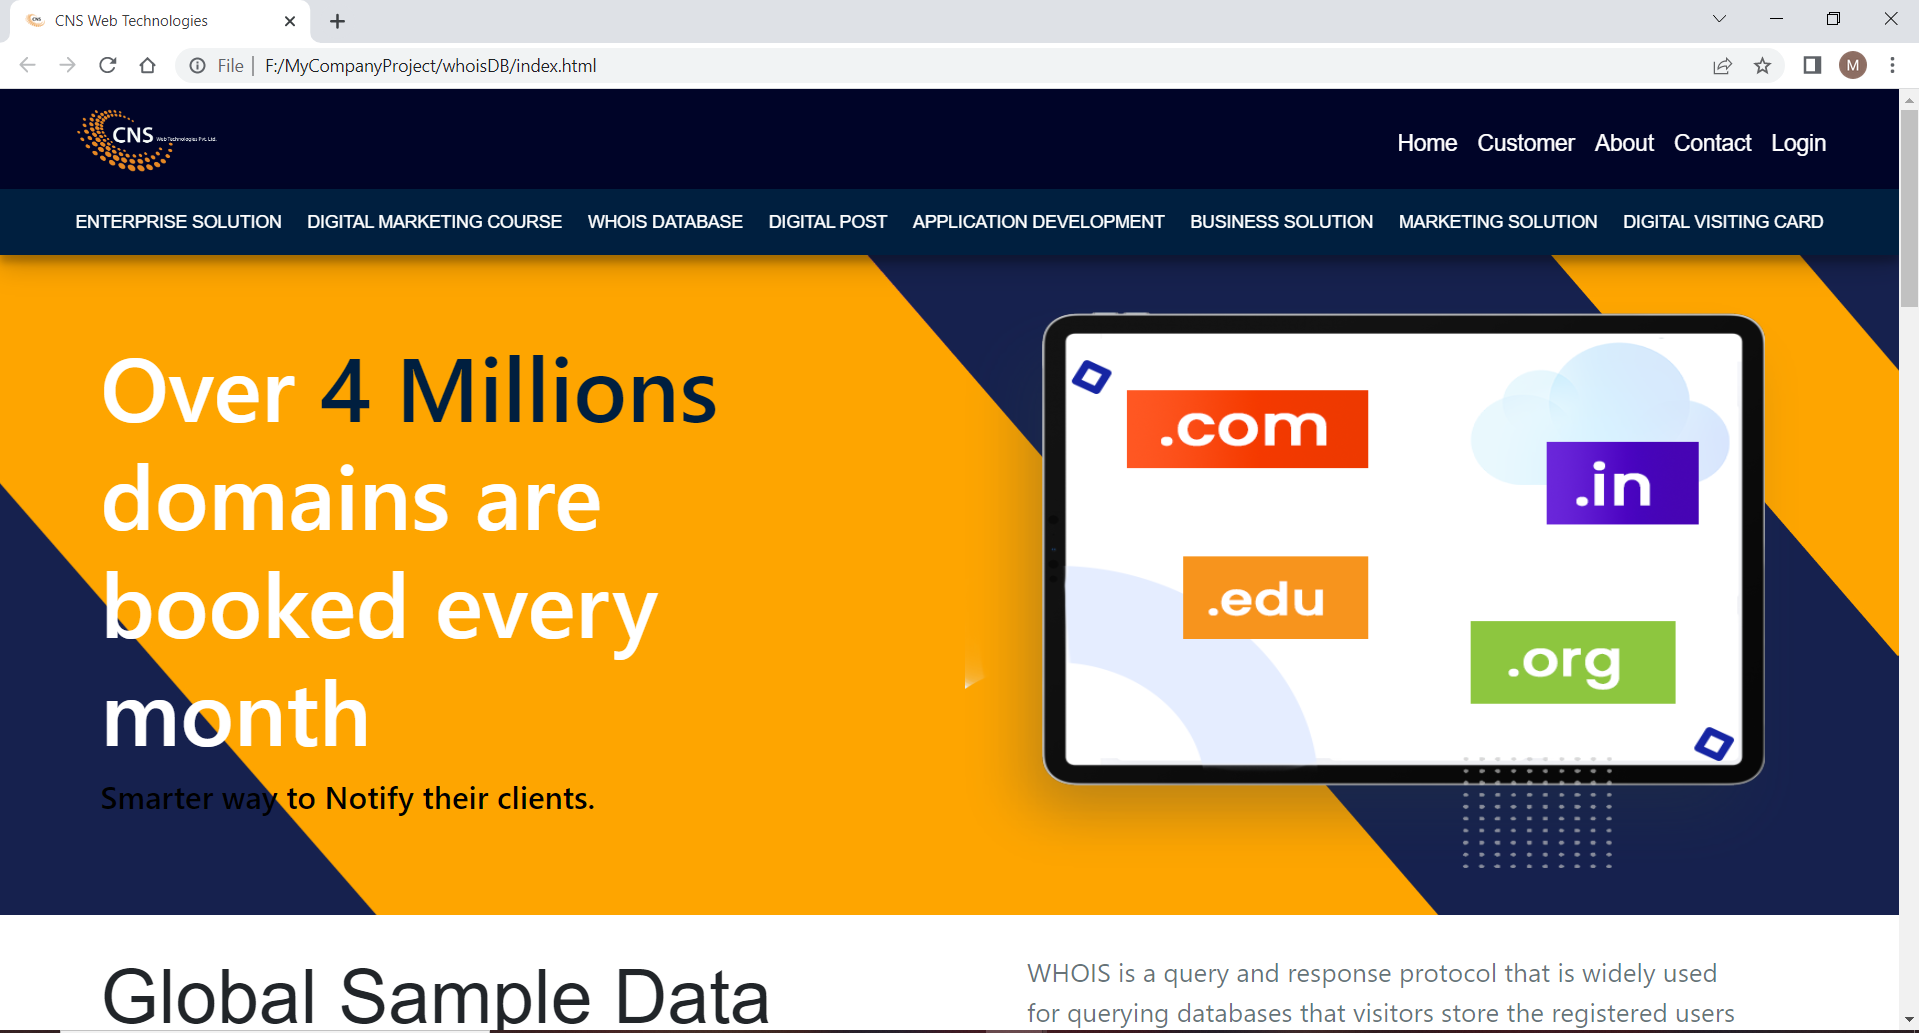 CNS Web Technologies
File
F:/MyCompanyProject/whoisDB/index.html
M
CNS Web Technologies Pvt. Ltd.
Home Customer About Contact Login
ENTERPRISE SOLUTION DIGITAL MARKETING COURSE WHOIS DATABASE DIGITAL POST APPLICATION DEVELOPMENT BUSINESS SOLUTION MARKETING SOLUTION DIGITAL VISITING CARD
Over 4 Millions
domains are
booked every
month
Smarter way to Notify their clients.
.com
.in
.edu
.org
Global Sample Data
WHOIS is a query and response protocol that is widely used
for querying databases that visitors store the registered users